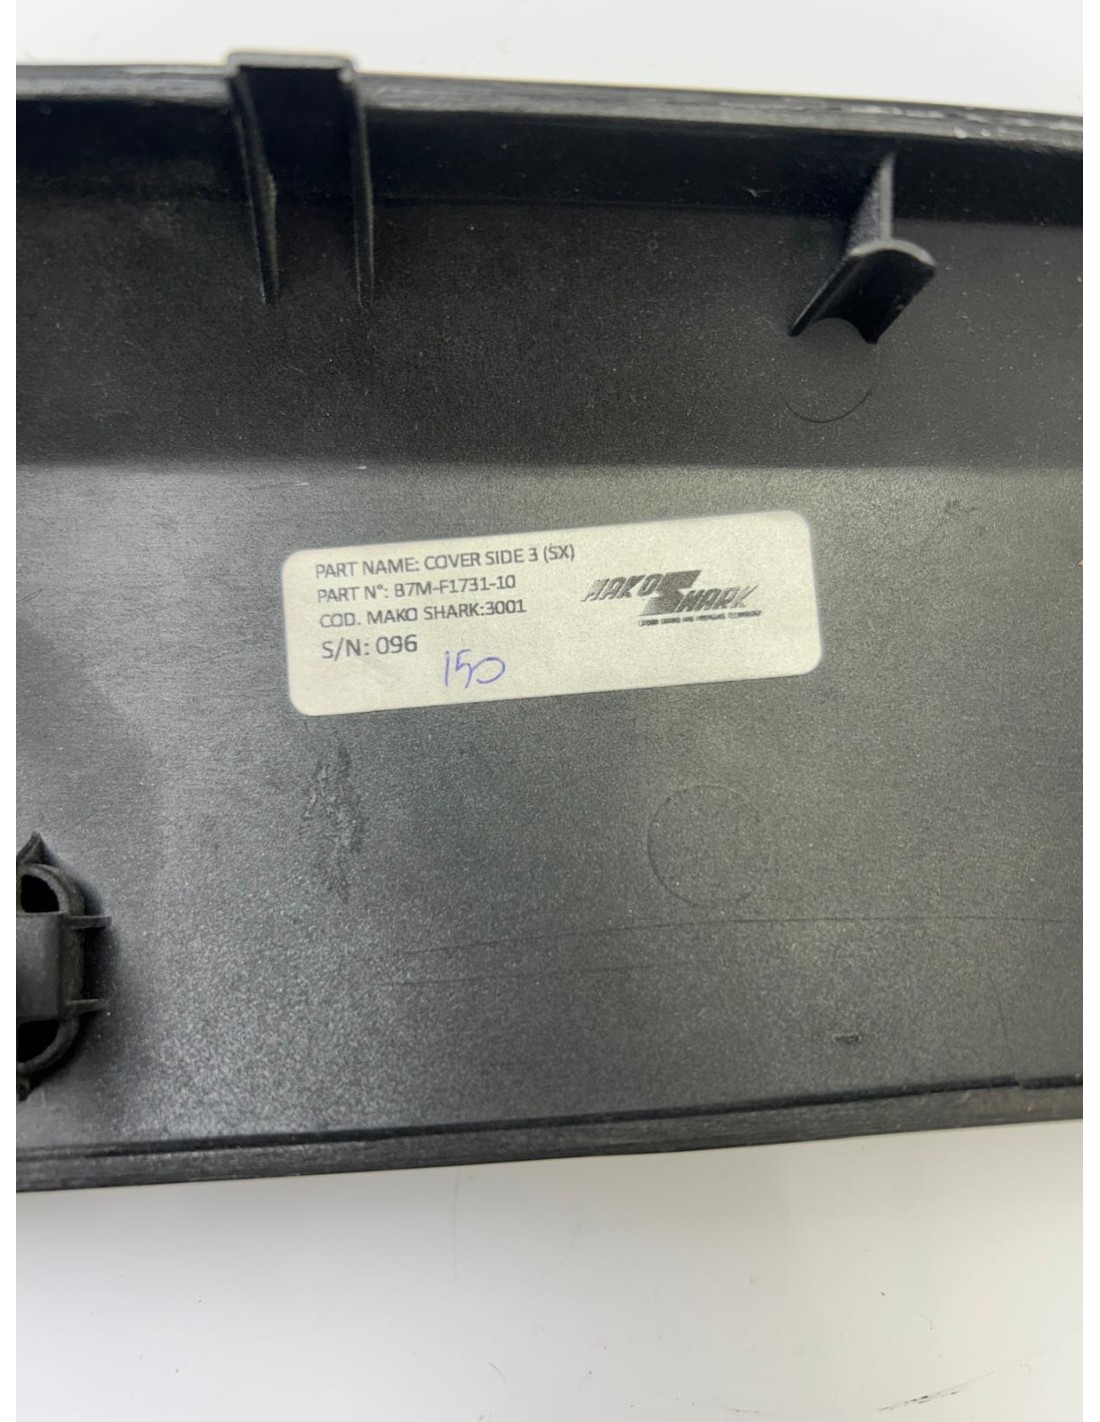 PART NAME: COVER SIDE 3 (SX)
PART N°: B7M-F1731-10
COD. MAKO SHARK:3001
S/N: 096
150
MAKO SHARK